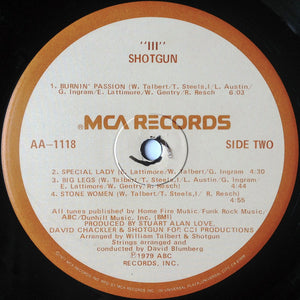 "III"
SHOTGUN
1. BURNIN' PASSION (W. Talbert/T. Steels,I/L. Austin/
G. Ingram/E. Lattimore/W. Gentry/R. Resch) 6:03
MCA RECORDS
AA-1118 SIDE TWO
2. SPECIAL LADY (E. Lattimore/G. Ingram) 4:30
3. BIG LEGS (W. Talbert/T. Steels,I/L. Austin/G. Ingram/
E. Lattimore/W. Gentry/R. Resch) 4:44
4. STONE WOMEN (W. Talbert/T. Steels,I/R. Resch)
4:55
All tunes published by Home Fire Music, Funk Rock Music,
ABC/Dunhill Music, Inc. (BMI)
PRODUCED BY STUART ALAN LOVE
DAVID CHACKLER & SHOTGUN FOR CCI PRODUCTIONS
Arranged by William Talbert & Shotgun
Strings arranged and
conducted by David Blumberg
℗1979 ABC
RECORDS, INC.